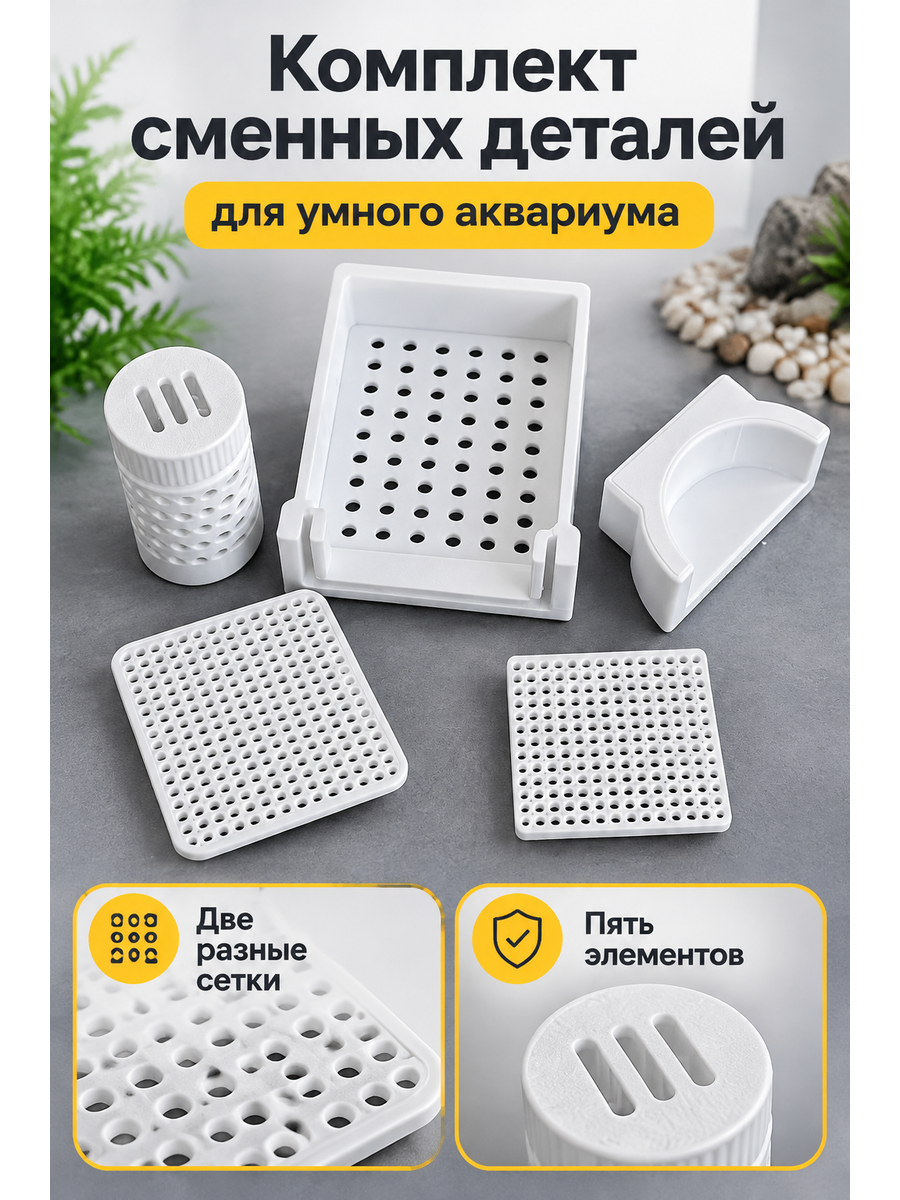 Комплект
сменных деталей
для умного аквариума
Две
разные
сетки
Пять
элементов